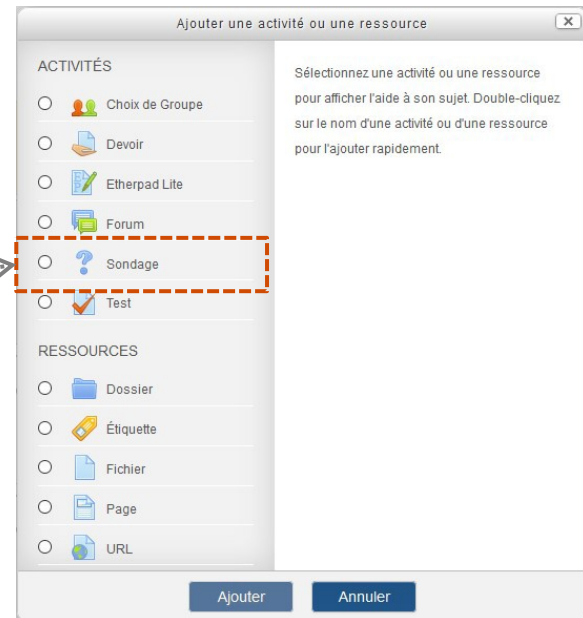 Ajouter une activité ou une ressource
ACTIVITÉS
Choix de Groupe
Devoir
Etherpad Lite
Forum
Sondage
Test
RESSOURCES
Dossier
Étiquette
Fichier
Page
URL
Sélectionnez une activité ou une ressource
pour afficher l'aide à son sujet. Double-cliquez
sur le nom d'une activité ou d'une ressource
pour l'ajouter rapidement.
Ajouter
Annuler